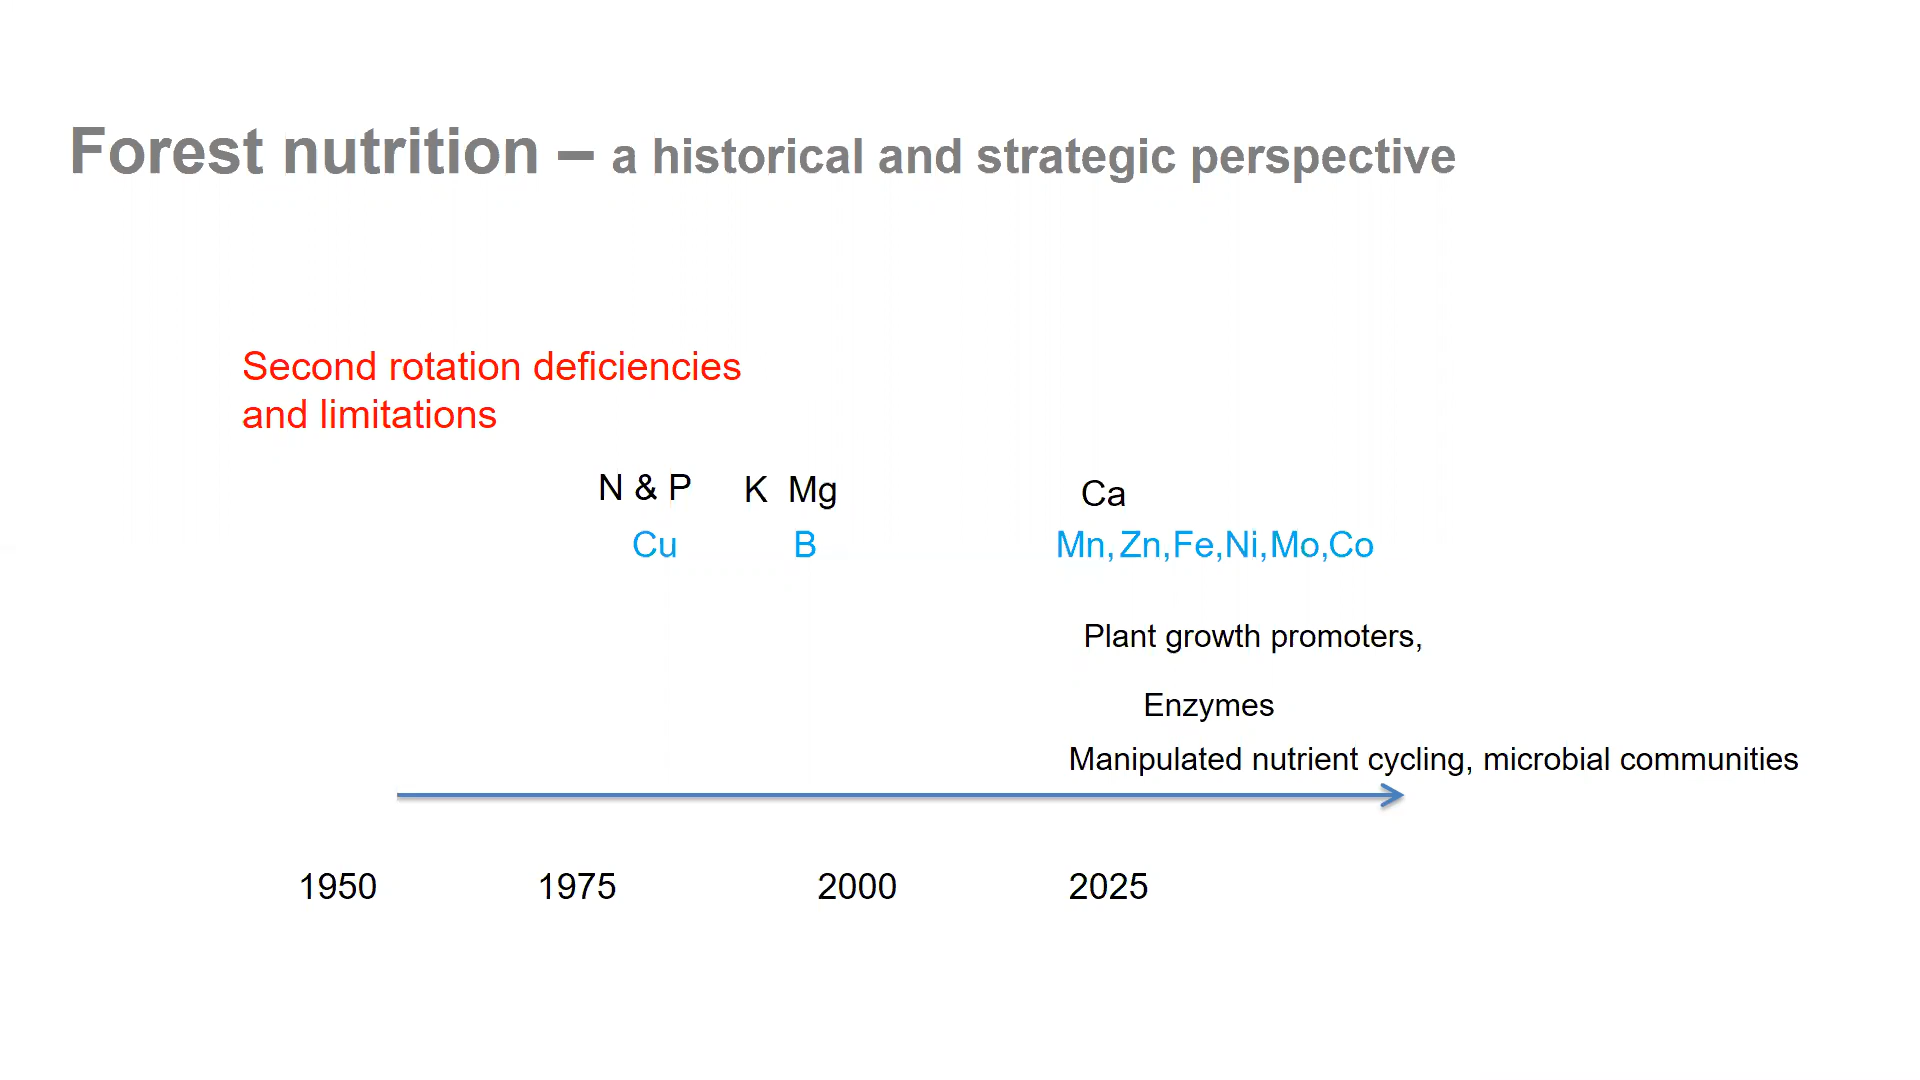 Forest nutrition – a historical and strategic perspective
Second rotation deficiencies
and limitations
N & P K Mg Ca
Cu B Mn, Zn,Fe,Ni,Mo,Co
Plant growth promoters,
Enzymes
Manipulated nutrient cycling, microbial communities
1950 1975 2000 2025